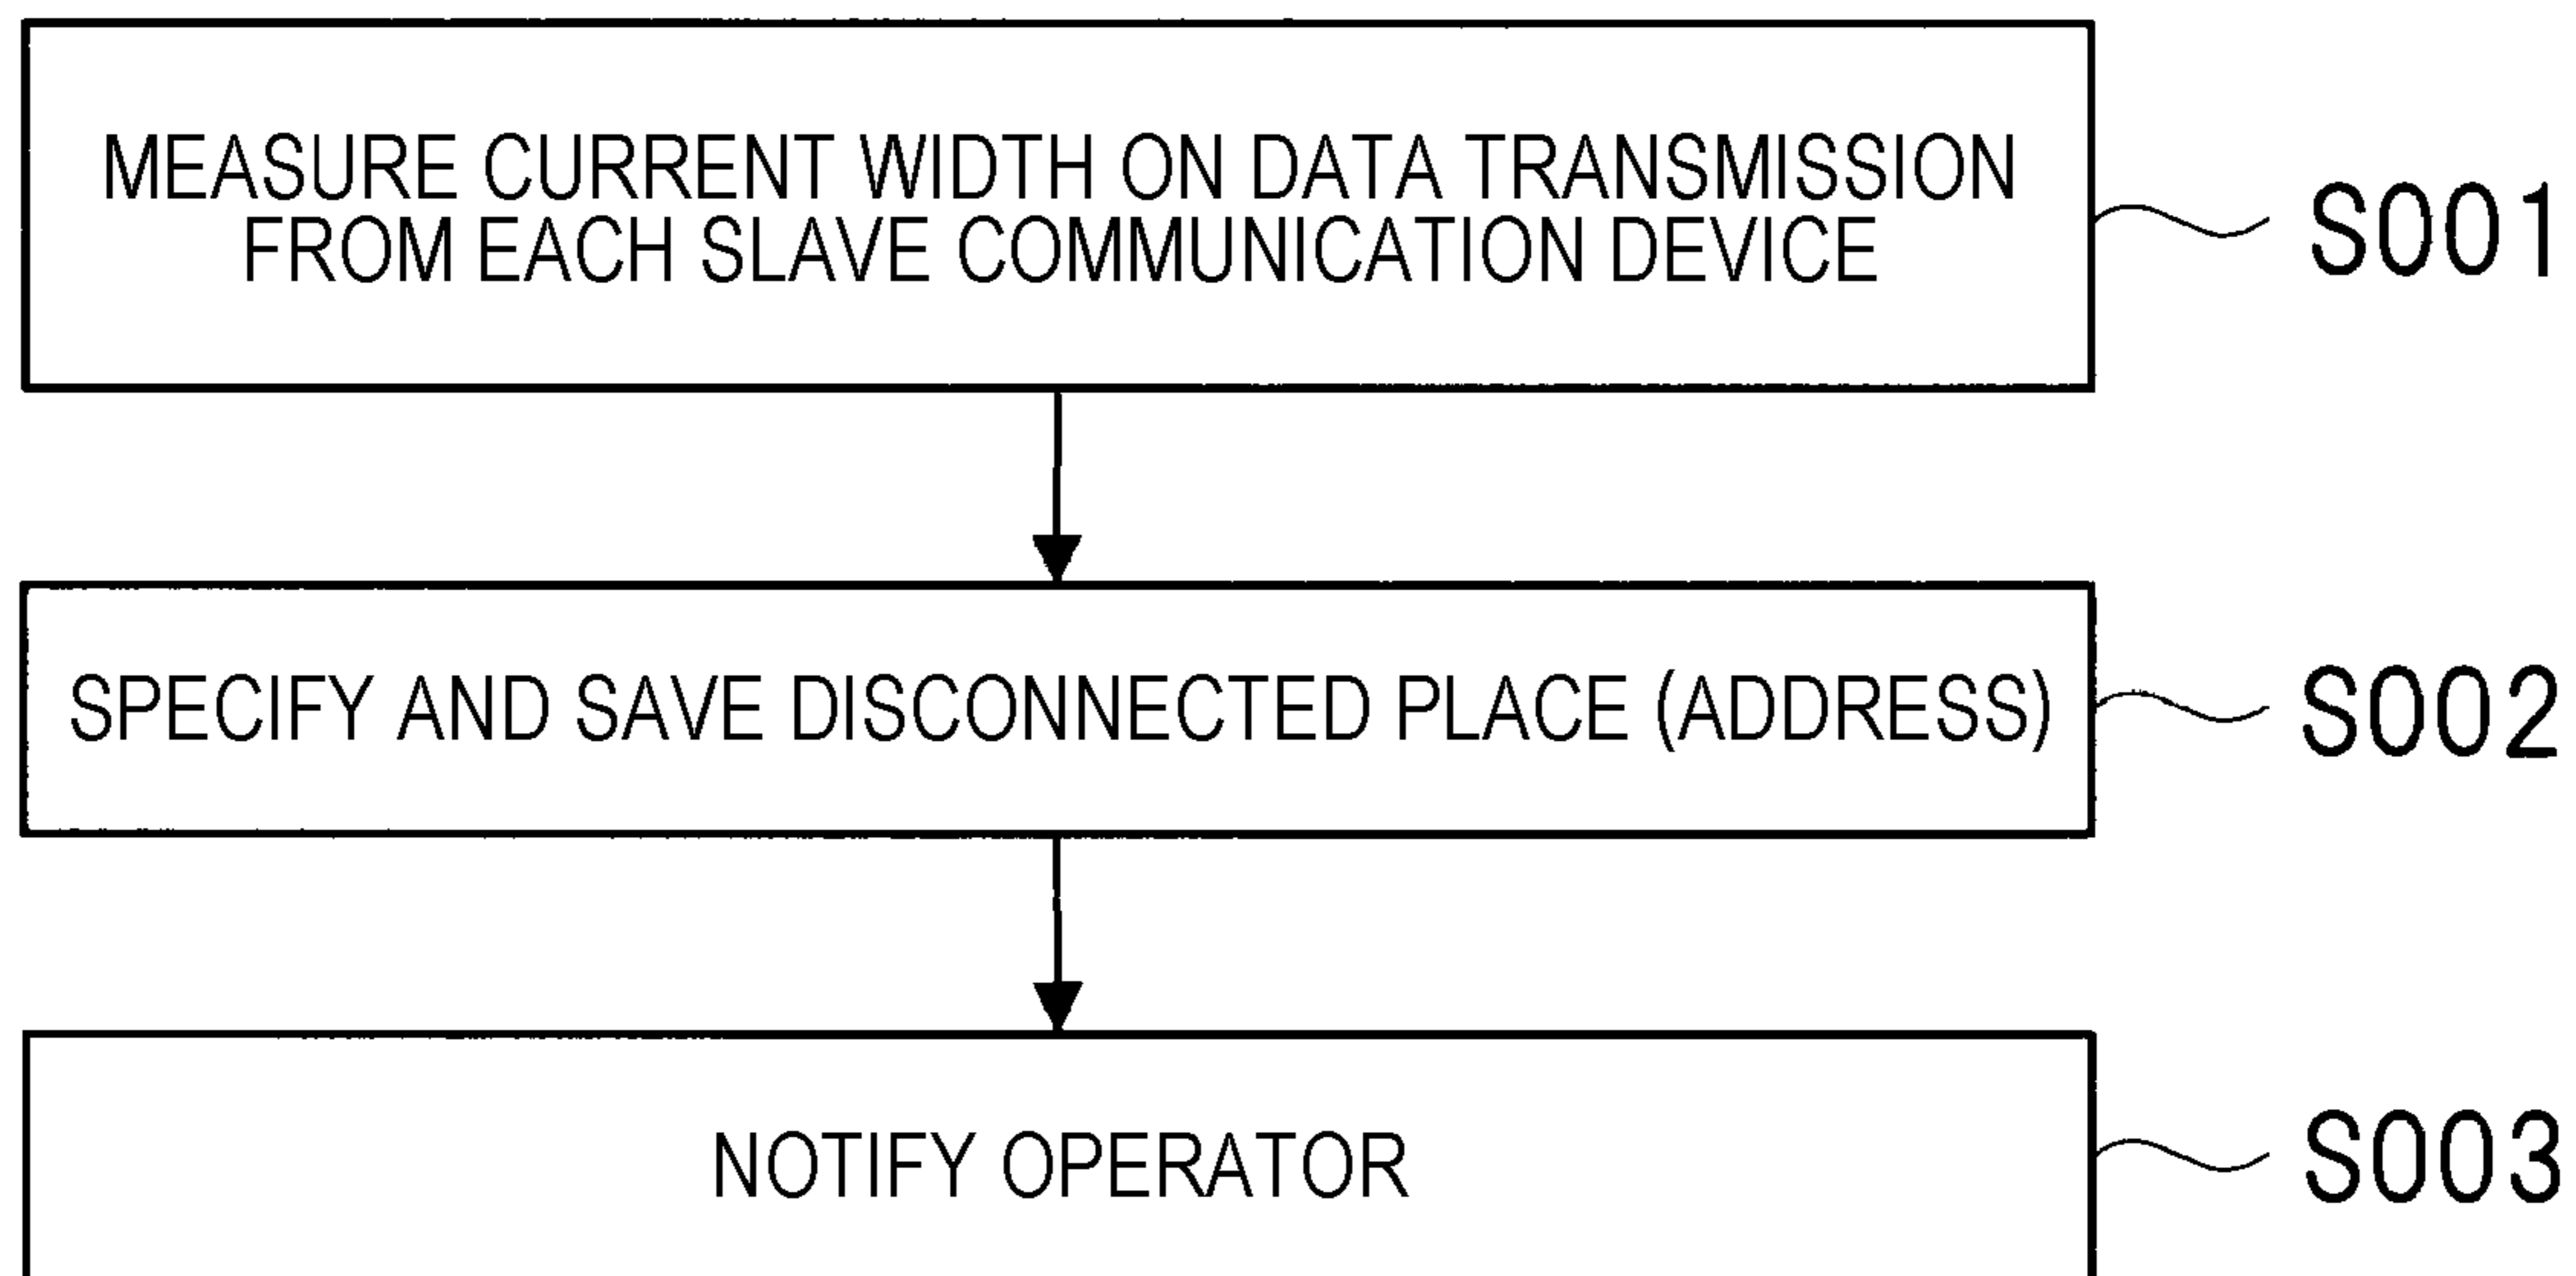 MEASURE CURRENT WIDTH ON DATA TRANSMISSION
FROM EACH SLAVE COMMUNICATION DEVICE
S001
SPECIFY AND SAVE DISCONNECTED PLACE (ADDRESS)
S002
NOTIFY OPERATOR
S003